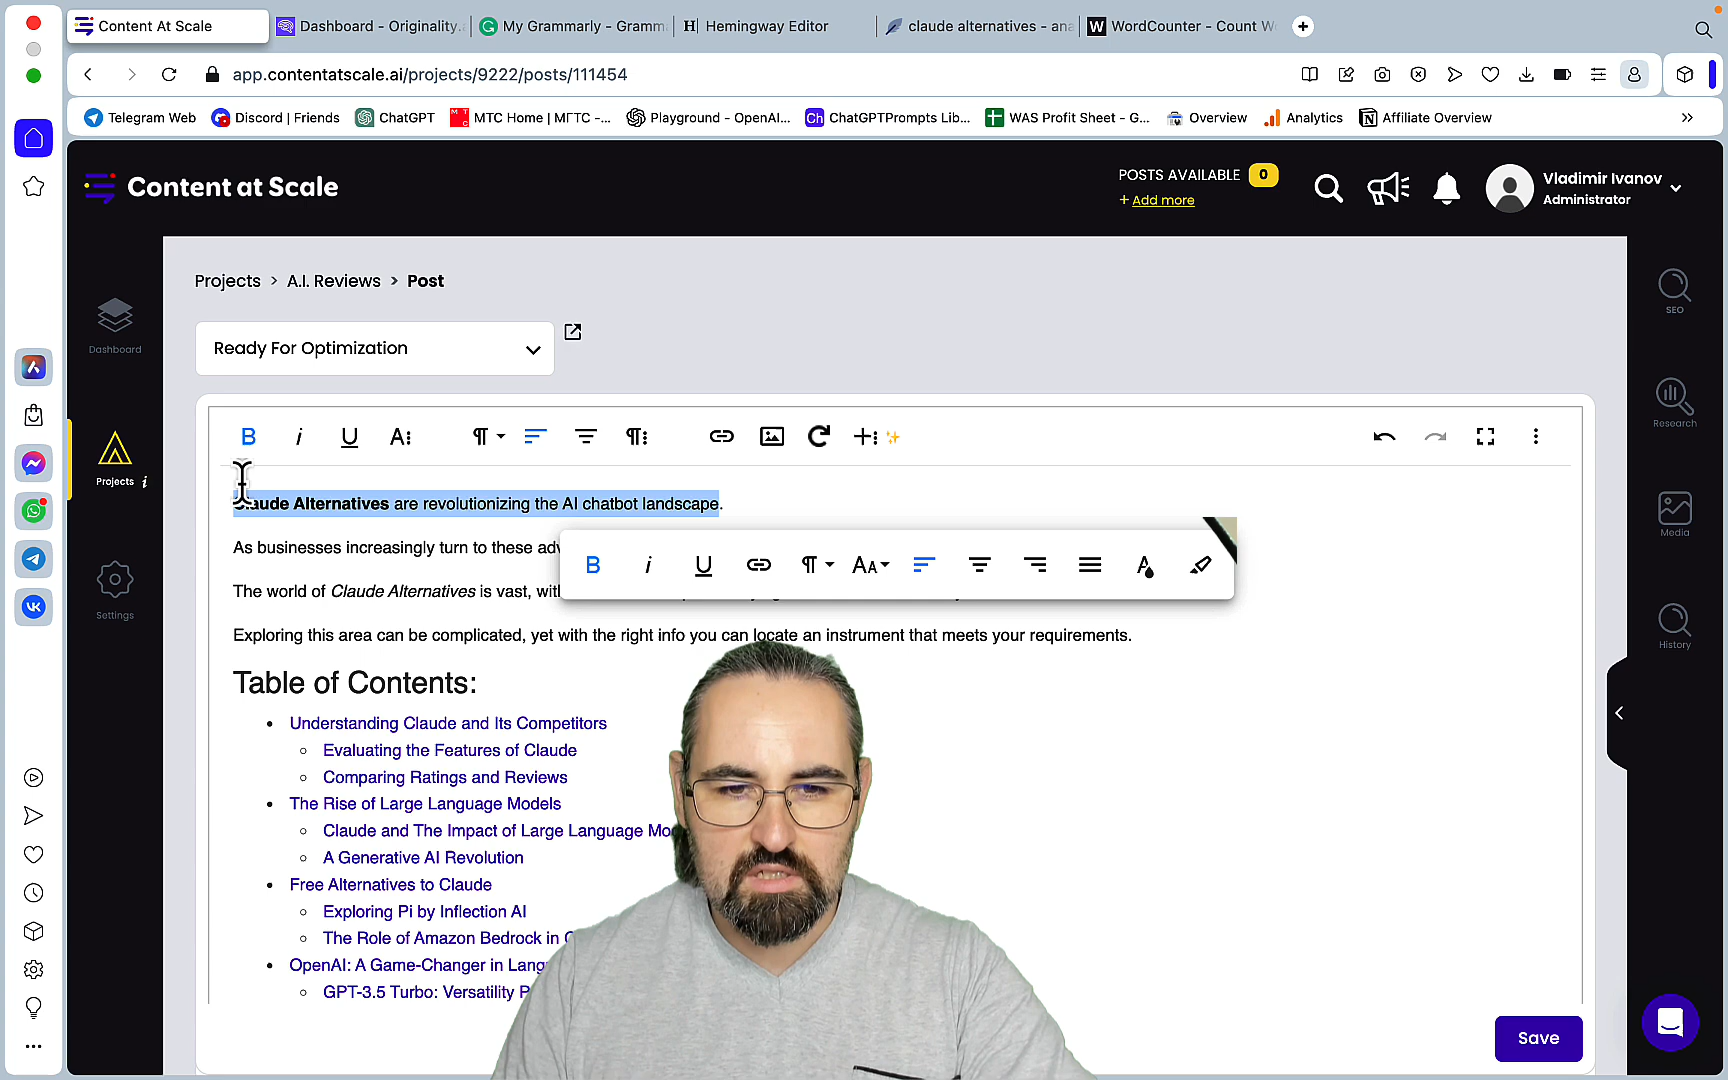 Content At Scale
Dashboard - Originality.
My Grammarly - Gramm
H Hemingway Editor
claude alternatives - ana
W WordCounter - Count W
app.contentatscale.ai/projects/9222/posts/111454
Telegram Web
Discord | Friends
ChatGPT
MTC Home | МГТС -...
Playground - OpenAI...
Ch ChatGPTPrompts Lib...
WAS Profit Sheet - G...
Overview
Analytics
Affiliate Overview
Content at Scale
POSTS AVAILABLE 0
+ Add more
Vladimir Ivanov
Administrator
Dashboard
Projects i
Settings
Projects > A.I. Reviews > Post
Ready For Optimization
SEO
Research
Media
History
Claude Alternatives are revolutionizing the AI chatbot landscape.
As businesses increasingly turn to these adv
The world of Claude Alternatives is vast, wit
Exploring this area can be complicated, yet with the right info you can locate an instrument that meets your requirements.
Table of Contents:
• Understanding Claude and Its Competitors
Evaluating the Features of Claude
Comparing Ratings and Reviews
• The Rise of Large Language Models
Claude and The Impact of Large Language Mo
A Generative AI Revolution
• Free Alternatives to Claude
Exploring Pi by Inflection AI
The Role of Amazon Bedrock in
• OpenAI: A Game-Changer in Lang
GPT-3.5 Turbo: Versatility
Save